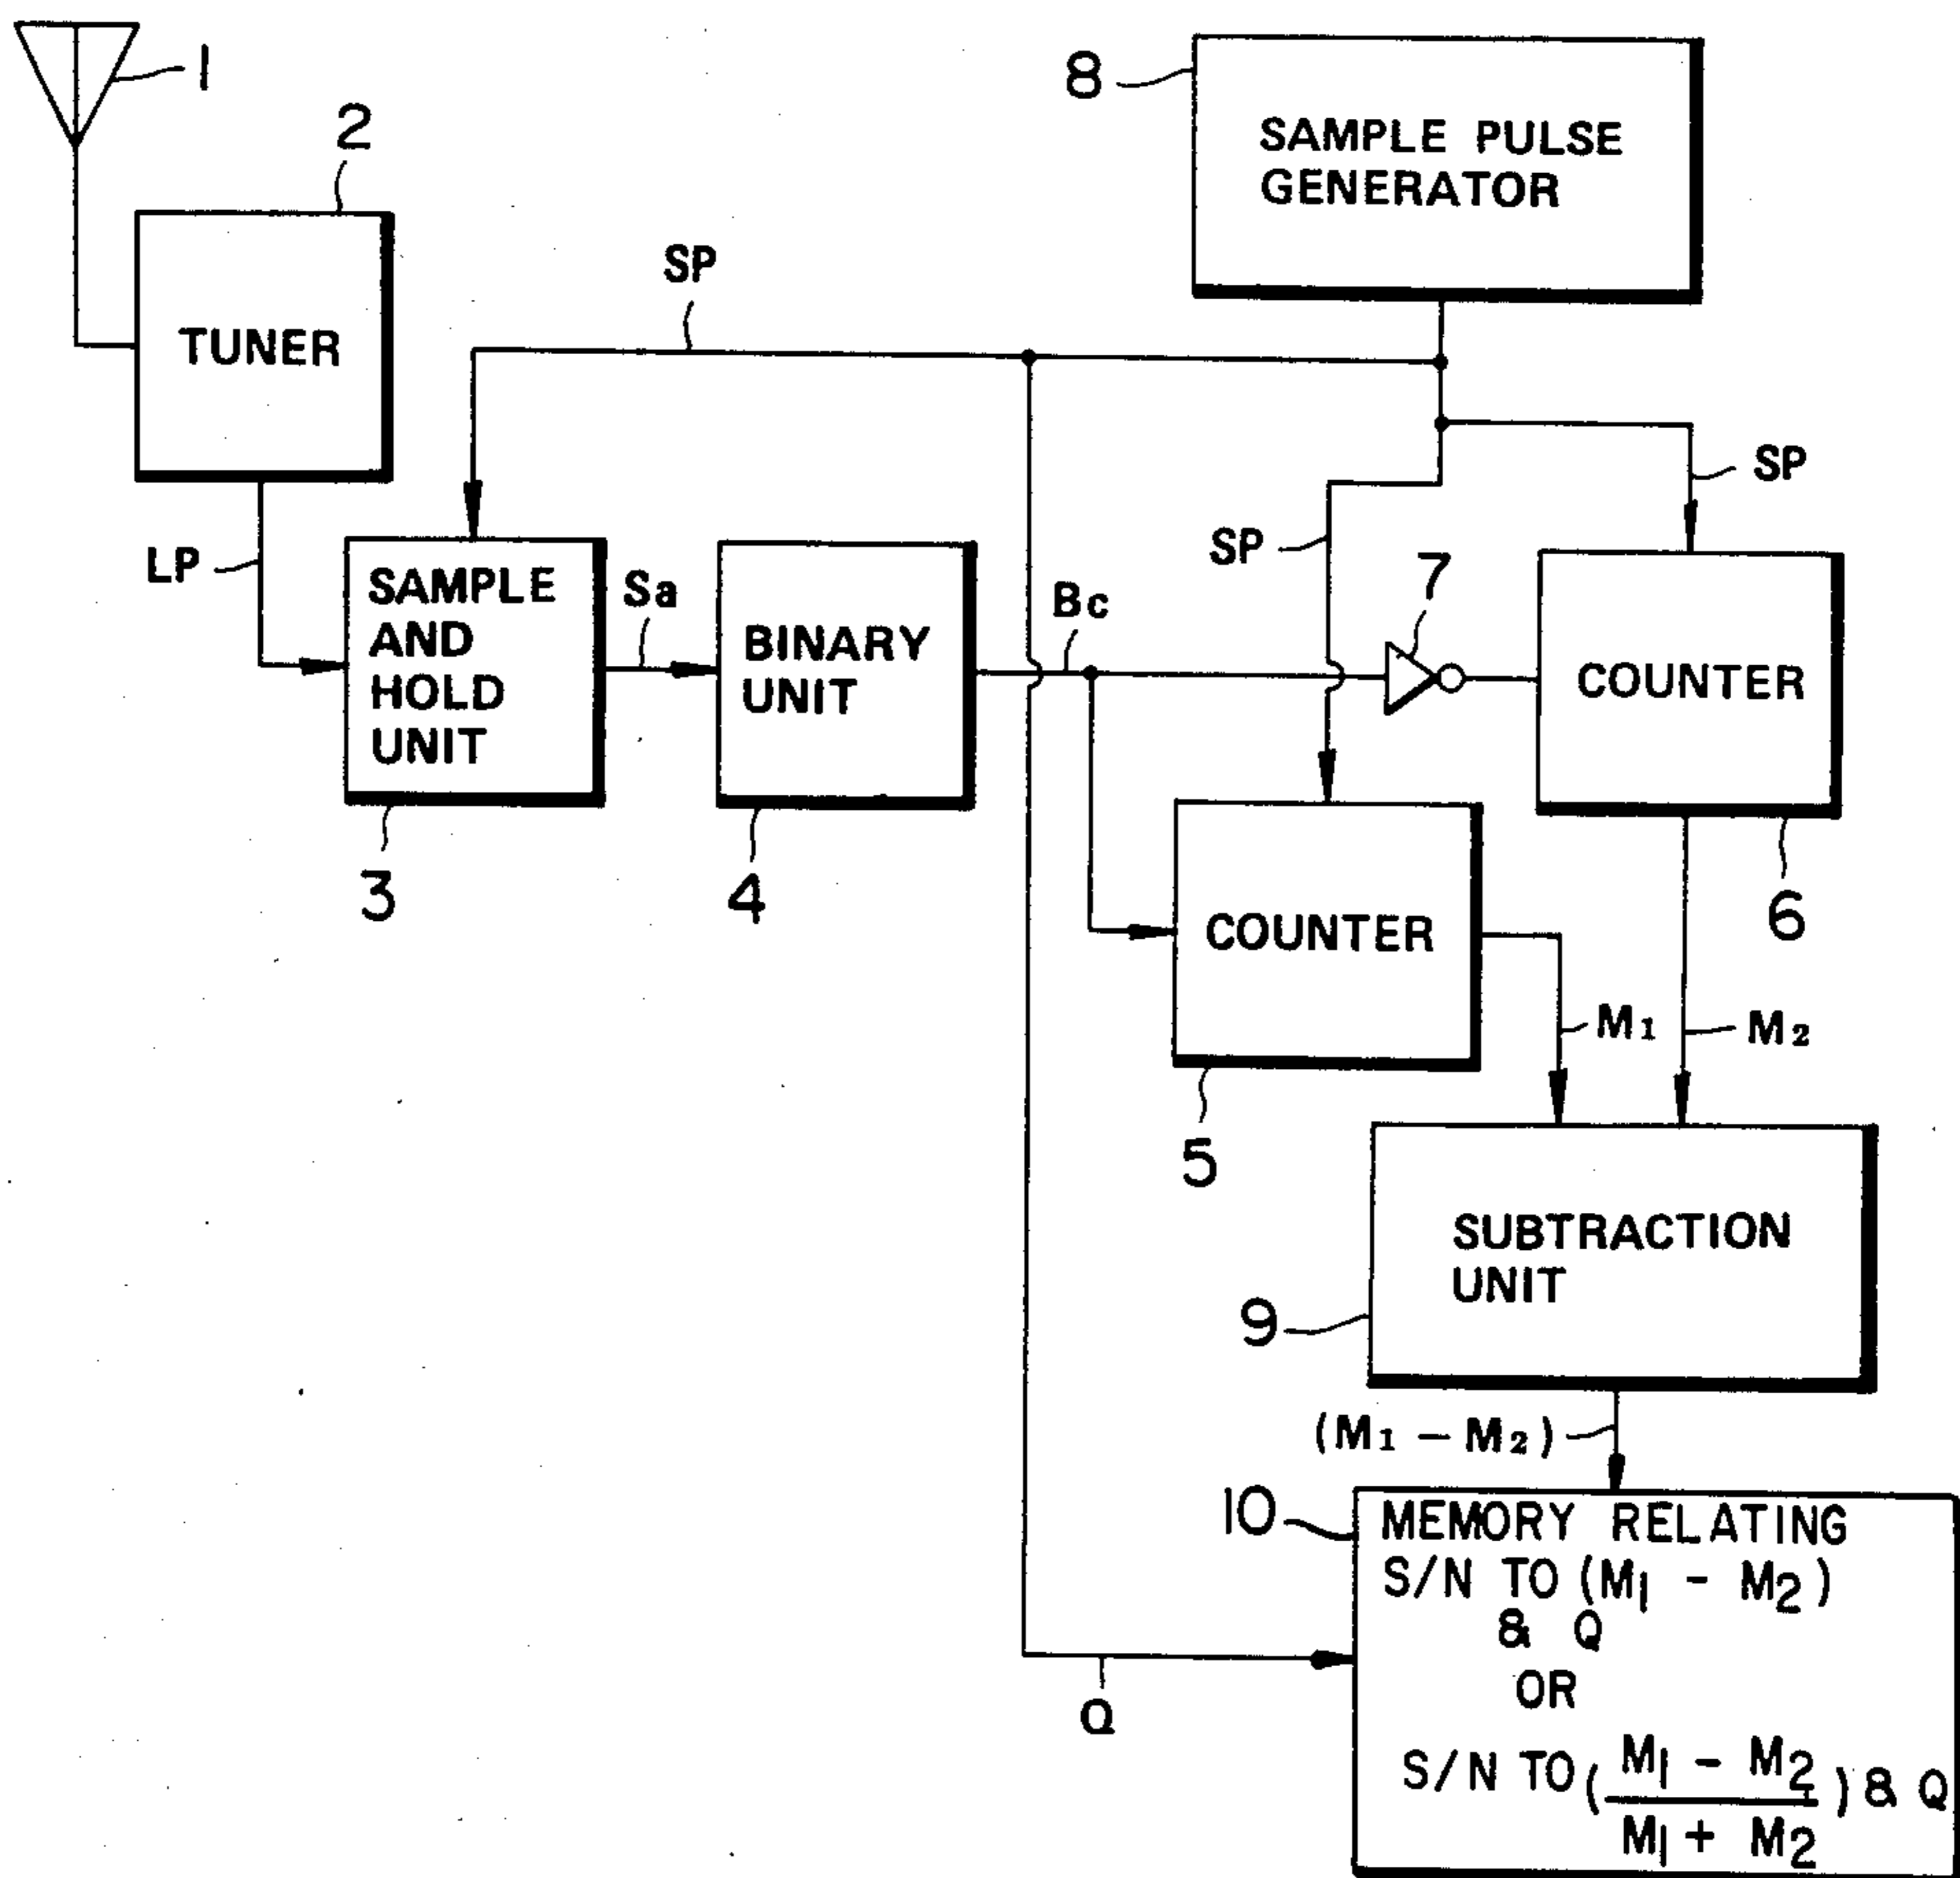 1
2
8
SAMPLE PULSE
GENERATOR
TUNER
SP
SP
SP
LP
SAMPLE
AND
HOLD
UNIT
Sa
BINARY
UNIT
Bc
7
COUNTER
3
4
6
COUNTER
M1
M2
5
SUBTRACTION
UNIT
9
(M1 - M2)
10
MEMORY RELATING
S/N TO (M1 - M2)
& Q
OR
S/N TO (M1 - M2 / M1 + M2) & Q
Q